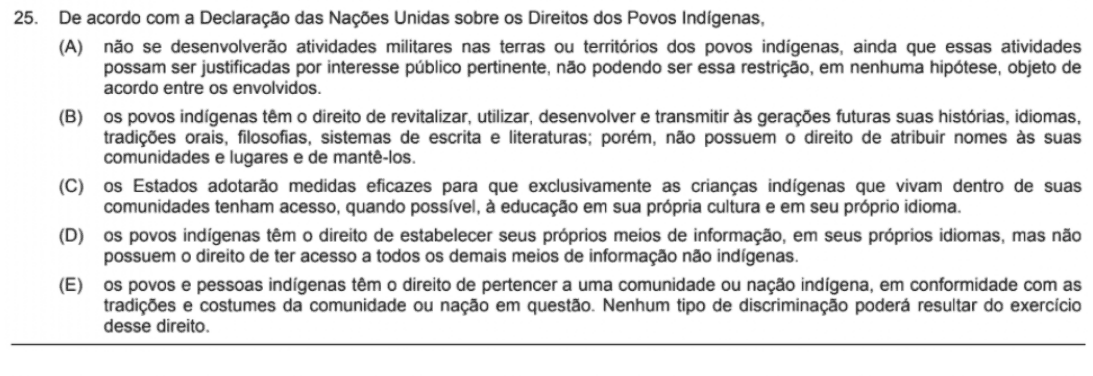 25. De acordo com a Declaração das Nações Unidas sobre os Direitos dos Povos Indígenas,
(A) não se desenvolverão atividades militares nas terras ou territórios dos povos indígenas, ainda que essas atividades
possam ser justificadas por interesse público pertinente, não podendo ser essa restrição, em nenhuma hipótese, objeto de
acordo entre os envolvidos.
(B) os povos indígenas têm o direito de revitalizar, utilizar, desenvolver e transmitir às gerações futuras suas histórias, idiomas,
tradições orais, filosofias, sistemas de escrita e literaturas; porém, não possuem o direito de atribuir nomes às suas
comunidades e lugares e de mantê-los.
(C) os Estados adotarão medidas eficazes para que exclusivamente as crianças indígenas que vivam dentro de suas
comunidades tenham acesso, quando possível, à educação em sua própria cultura e em seu próprio idioma.
(D) os povos indígenas têm o direito de estabelecer seus próprios meios de informação, em seus próprios idiomas, mas não
possuem o direito de ter acesso a todos os demais meios de informação não indígenas.
(E) os povos e pessoas indígenas têm o direito de pertencer a uma comunidade ou nação indígena, em conformidade com as
tradições e costumes da comunidade ou nação em questão. Nenhum tipo de discriminação poderá resultar do exercício
desse direito.